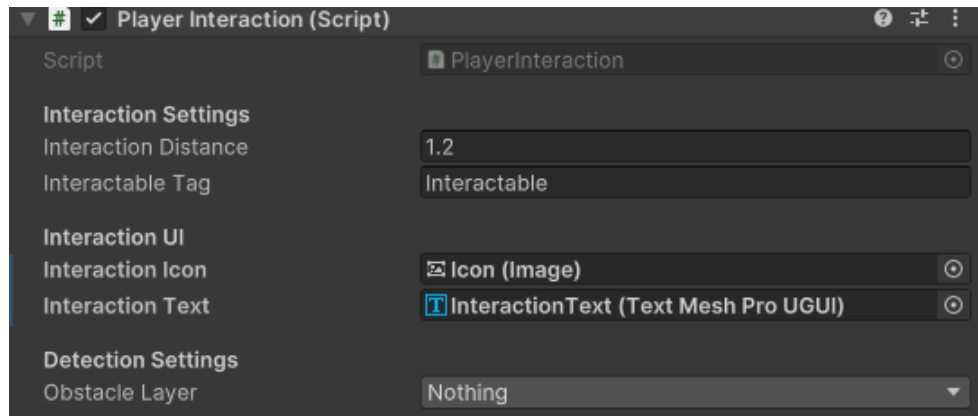 Player Interaction (Script)
Script PlayerInteraction
Interaction Settings
Interaction Distance 1.2
Interactable Tag Interactable
Interaction UI
Interaction Icon Icon (Image)
Interaction Text InteractionText (Text Mesh Pro UGUI)
Detection Settings
Obstacle Layer Nothing